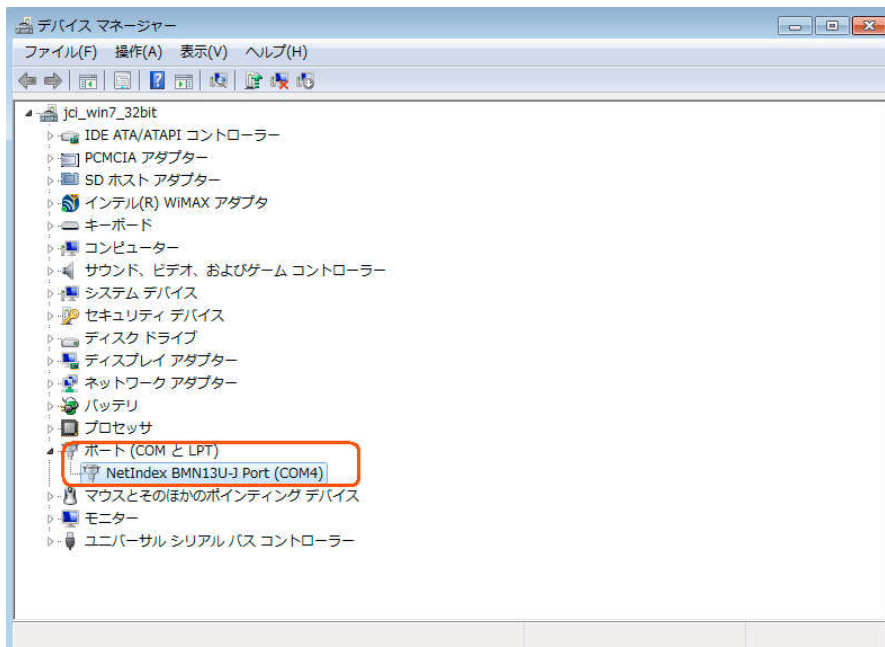 デバイス マネージャー
ファイル(F) 操作(A) 表示(V) ヘルプ(H)
jci_win7_32bit
IDE ATA/ATAPI コントローラー
PCMCIA アダプター
SD ホスト アダプター
インテル(R) WiMAX アダプタ
キーボード
コンピューター
サウンド、ビデオ、およびゲーム コントローラー
システム デバイス
セキュリティ デバイス
ディスク ドライブ
ディスプレイ アダプター
ネットワーク アダプター
バッテリ
プロセッサ
ポート (COM と LPT)
NetIndex BMN13U-J Port (COM4)
マウスとそのほかのポインティング デバイス
モニター
ユニバーサル シリアル バス コントローラー